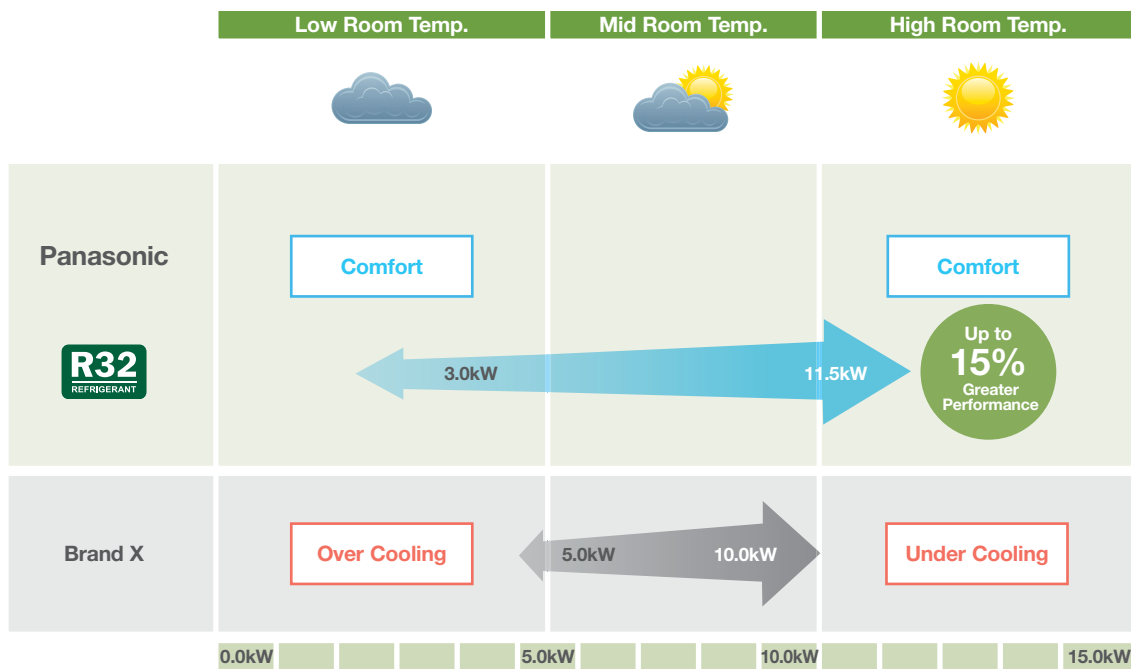 Low Room Temp. Mid Room Temp. High Room Temp.
Panasonic
Comfort
Comfort
R32
REFRIGERANT
3.0kW
11.5kW
Up to
15%
Greater
Performance
Brand X
Over Cooling
5.0kW
10.0kW
Under Cooling
0.0kW 5.0kW 10.0kW 15.0kW